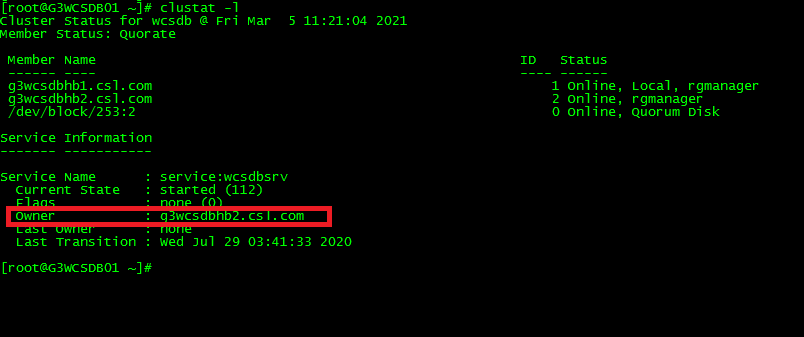 [root@G3WCSDB01 ~]# clustat -l
Cluster Status for wcsdb @ Fri Mar  5 11:21:04 2021
Member Status: Quorate
Member Name                                                     ID   Status
------ ----                                                     ---- ------
g3wcsdbhb1.csl.com                                                  1 Online, Local, rgmanager
g3wcsdbhb2.csl.com                                                  2 Online, rgmanager
/dev/block/253:2                                                    0 Online, Quorum Disk
Service Information
------- -----------
Service Name      : service:wcsdbsrv
Current State   : started (112)
Flags           : none (0)
Owner           : g3wcsdbhb2.csl.com
Last Owner      : none
Last Transition : Wed Jul 29 03:41:33 2020
[root@G3WCSDB01 ~]#